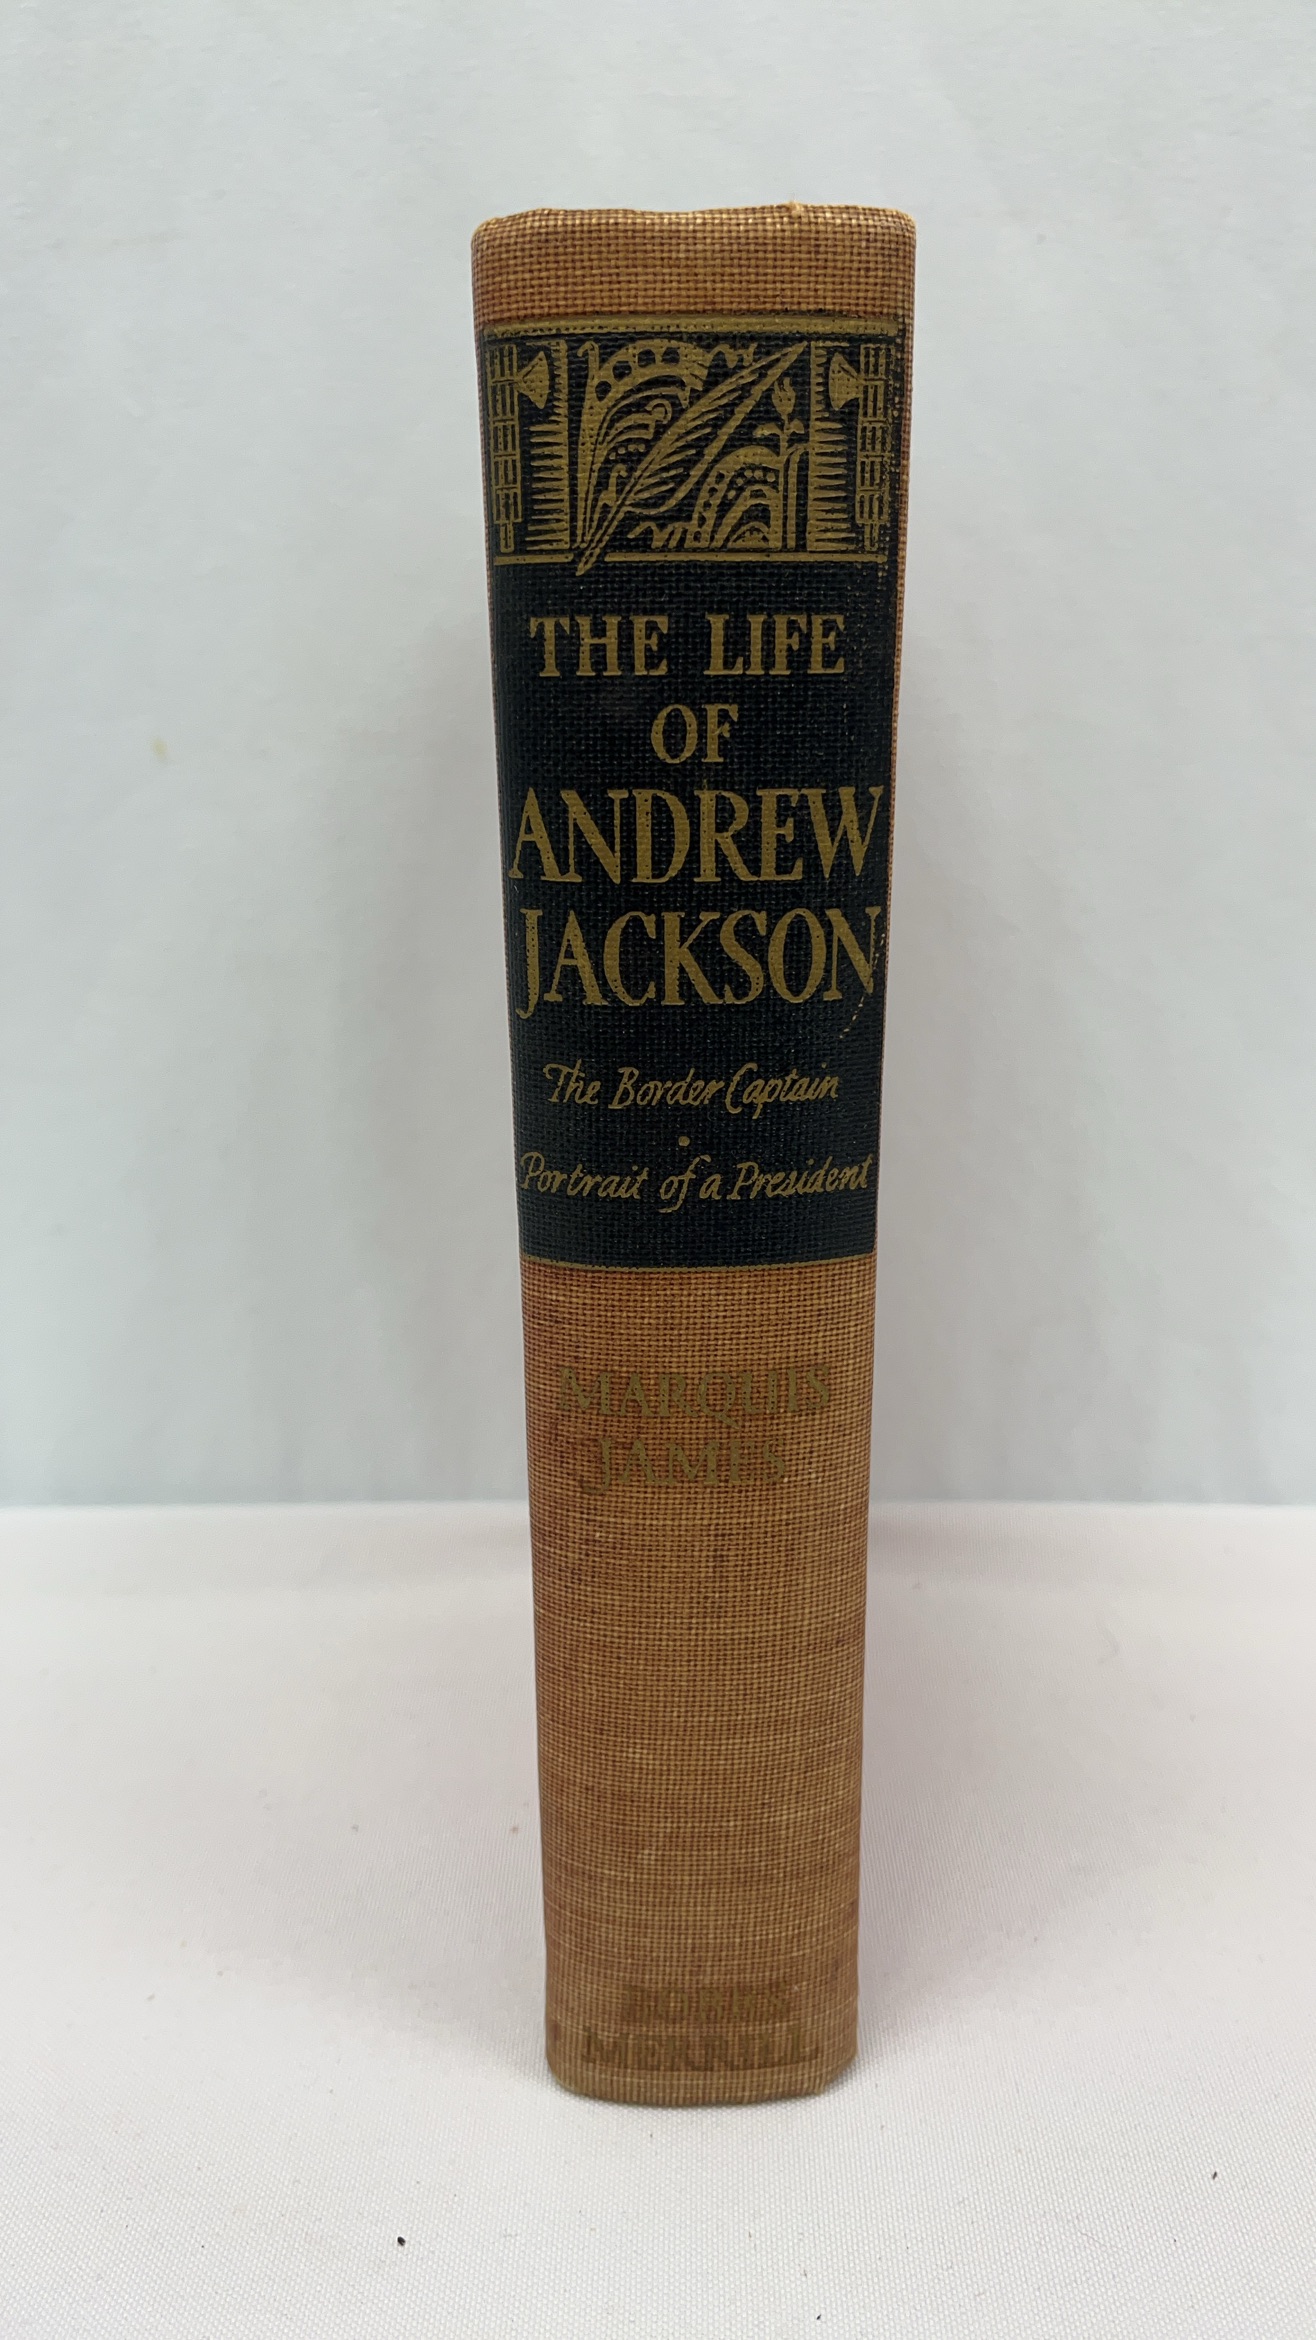 THE LIFE
OF
ANDREW
JACKSON
The Border Captain
•
Portrait of a President
MARQUIS
JAMES
BOBBS
MERRILL